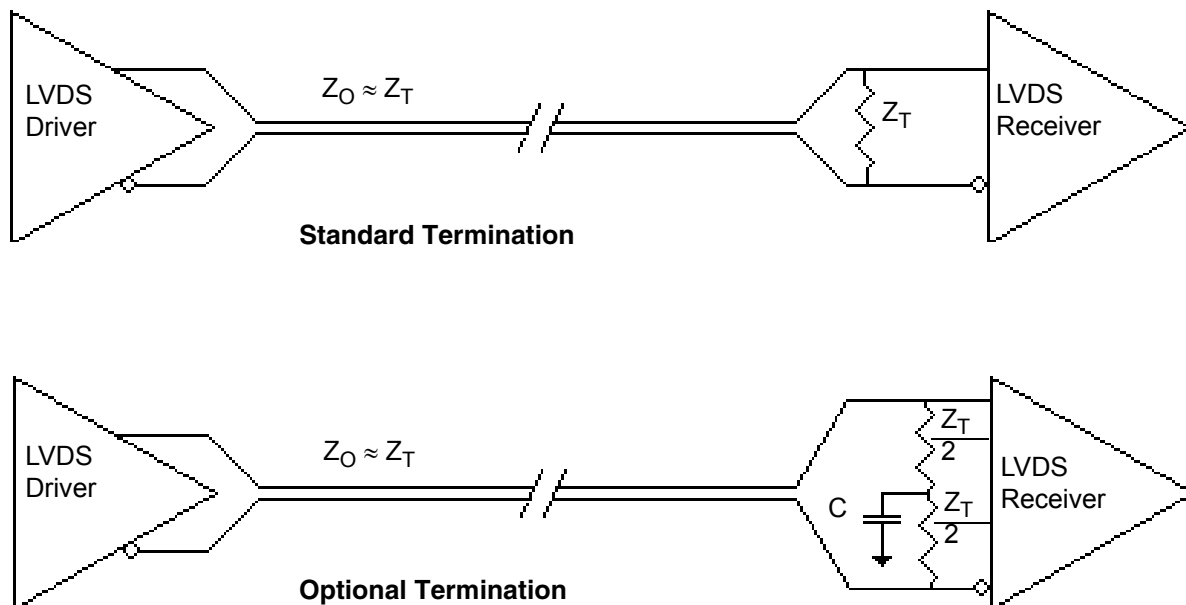 LVDS
Driver
Z_O ≈ Z_T
Z_T
LVDS
Receiver
Standard Termination
LVDS
Driver
Z_O ≈ Z_T
C
Z_T
2
Z_T
2
LVDS
Receiver
Optional Termination